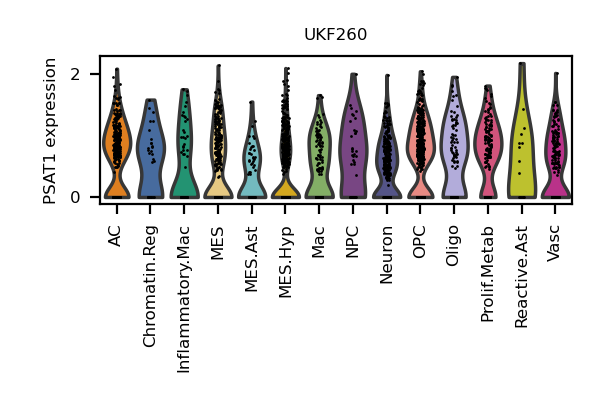 UKF260
PSAT1 expression
2
0
AC
Chromatin.Reg
Inflammatory.Mac
MES
MES.Ast
MES.Hyp
Mac
NPC
Neuron
OPC
Oligo
Prolif.Metab
Reactive.Ast
Vasc